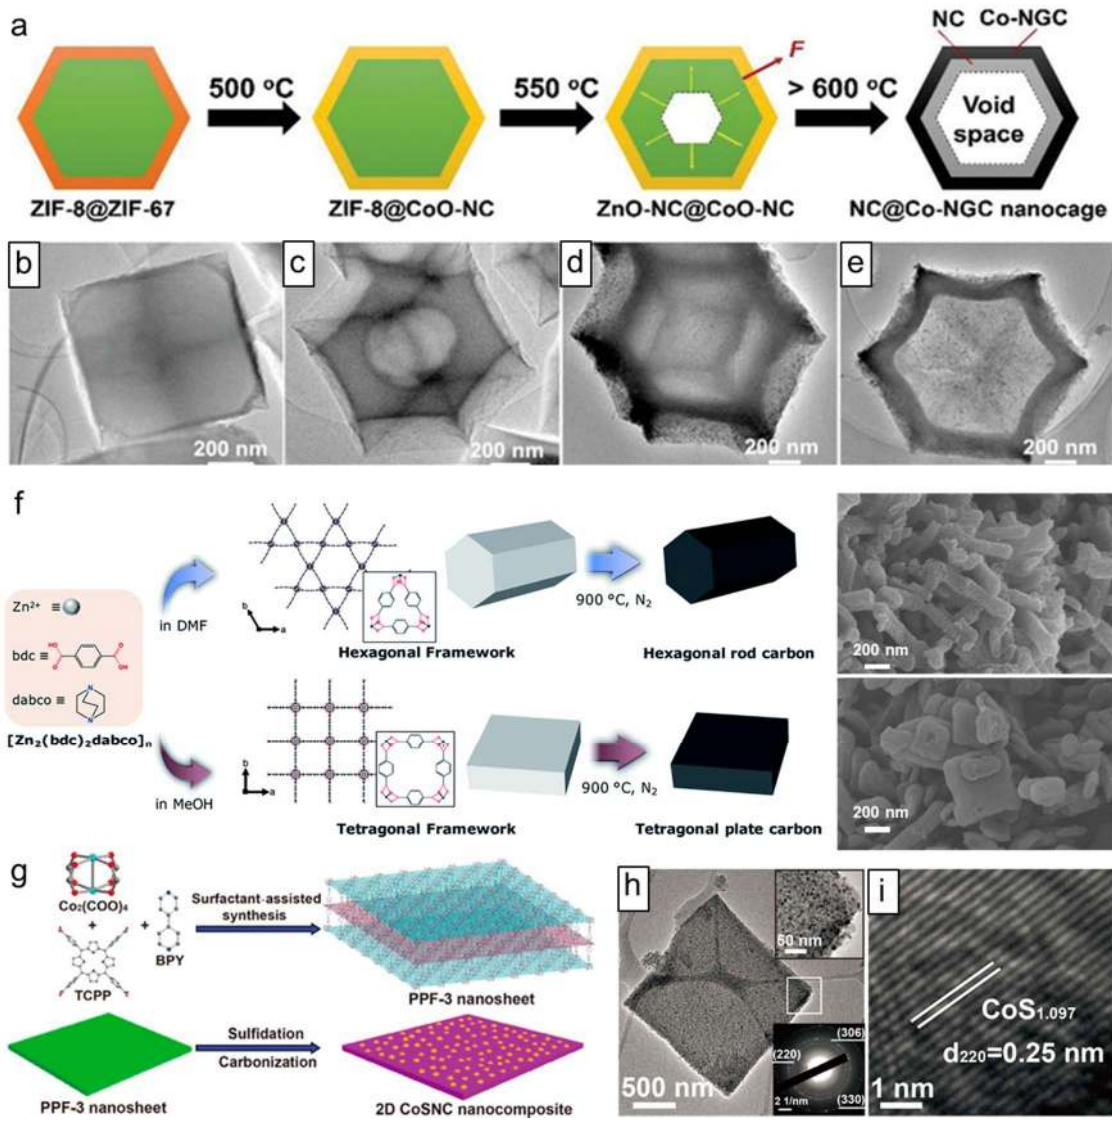 a
500 °C
550 °C
F
> 600 °C
NC Co-NGC
Void
space
ZIF-8@ZIF-67
ZIF-8@CoO-NC
ZnO-NC@CoO-NC
NC@Co-NGC nanocage
b
200 nm
c
200 nm
d
200 nm
e
200 nm
f
Zn²⁺ ≡
bdc ≡
HO
O
O
OH
dabco ≡
N
N
[Zn₂(bdc)₂dabco]ₙ
in DMF
b
a
Hexagonal Framework
900 °C, N₂
Hexagonal rod carbon
200 nm
in MeOH
b
a
Tetragonal Framework
900 °C, N₂
Tetragonal plate carbon
200 nm
g
Co₂(COO)₄
+
+
TCPP
BPY
Surfactant-assisted
synthesis
PPF-3 nanosheet
PPF-3 nanosheet
Sulfidation
Carbonization
2D CoSNC nanocomposite
h
50 nm
500 nm
(306)
(220)
(330)
2 1/nm
i
CoS₁.₀₉₇
d₂₂₀=0.25 nm
1 nm